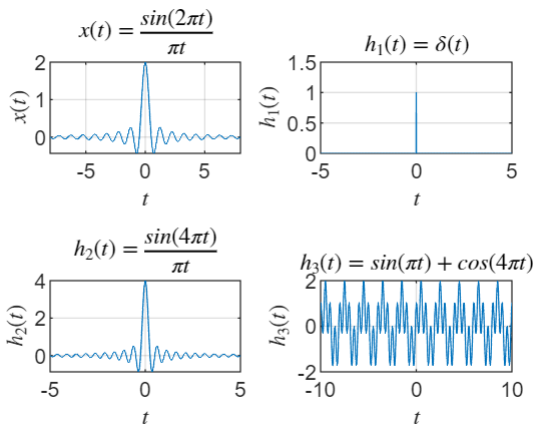 x(t) = sin(2πt)/πt
x(t)
2
1
0
-5 0 5
t
h₁(t) = δ(t)
h₁(t)
1.5
1
0.5
0
-5 0 5
t
h₂(t) = sin(4πt)/πt
h₂(t)
4
2
0
-5 0 5
t
h₃(t) = sin(πt) + cos(4πt)
h₃(t)
2
0
-2
-10 0 10
t